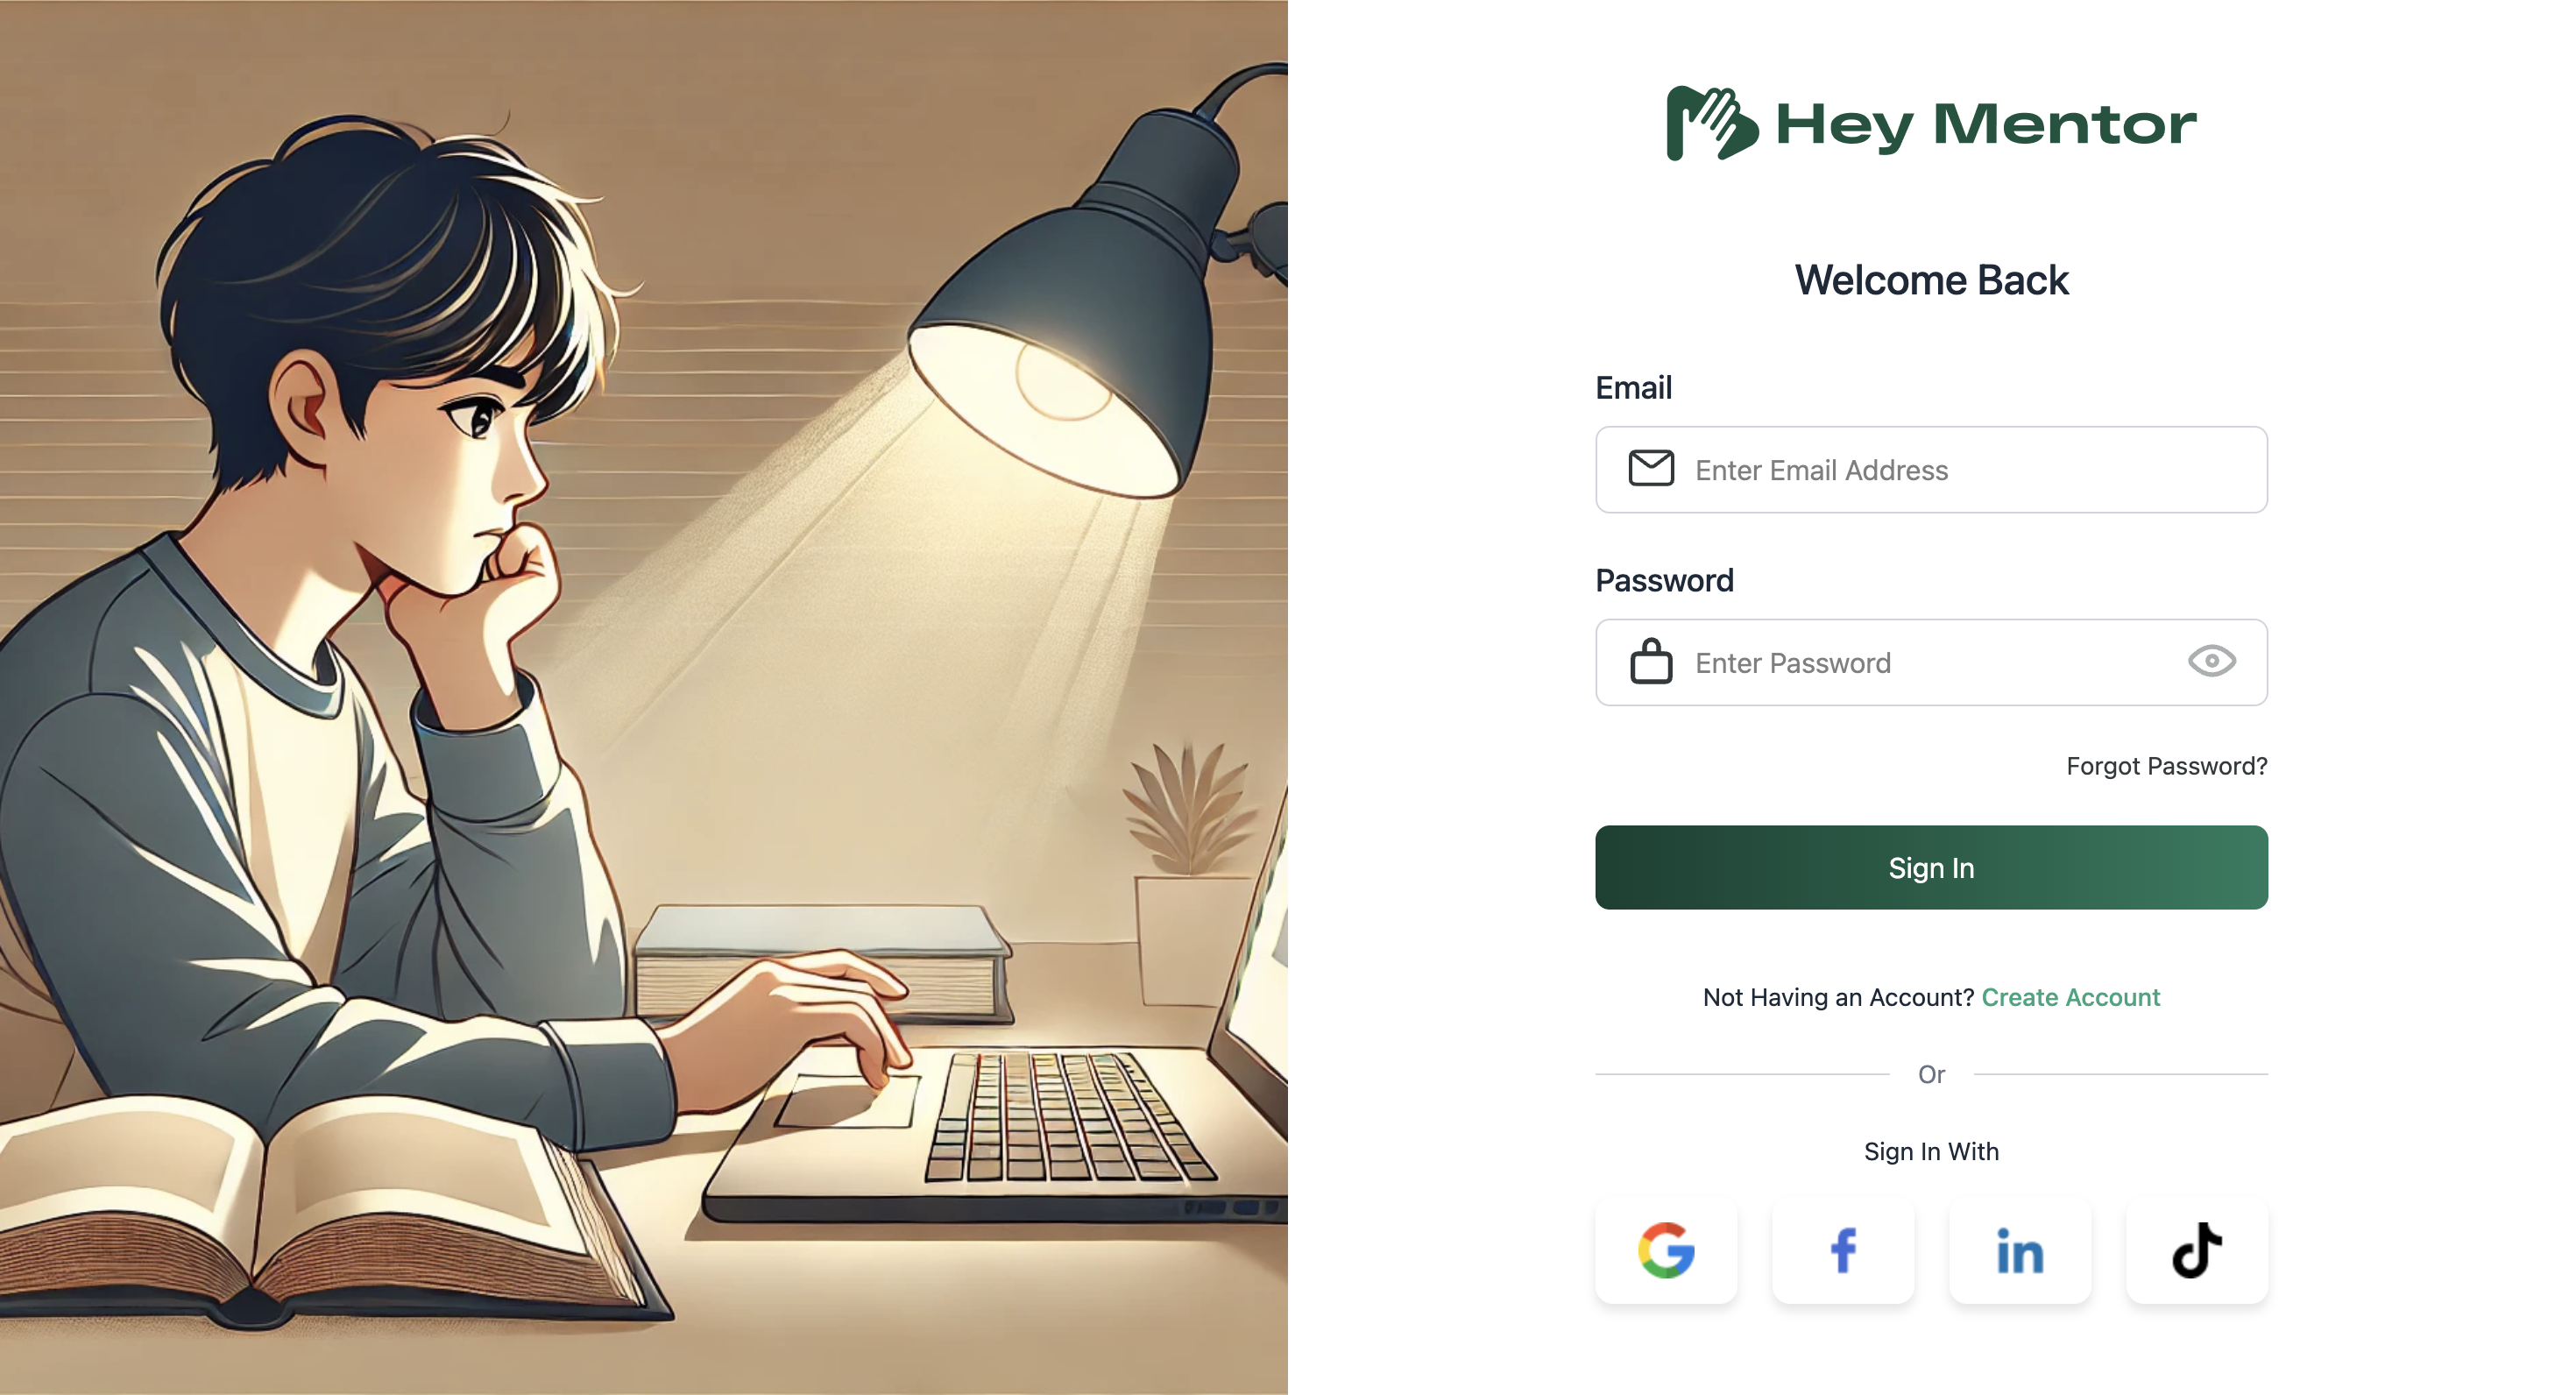 Hey Mentor
Welcome Back
Email
Enter Email Address
Password
Enter Password
Forgot Password?
Sign In
Not Having an Account? Create Account
Or
Sign In With